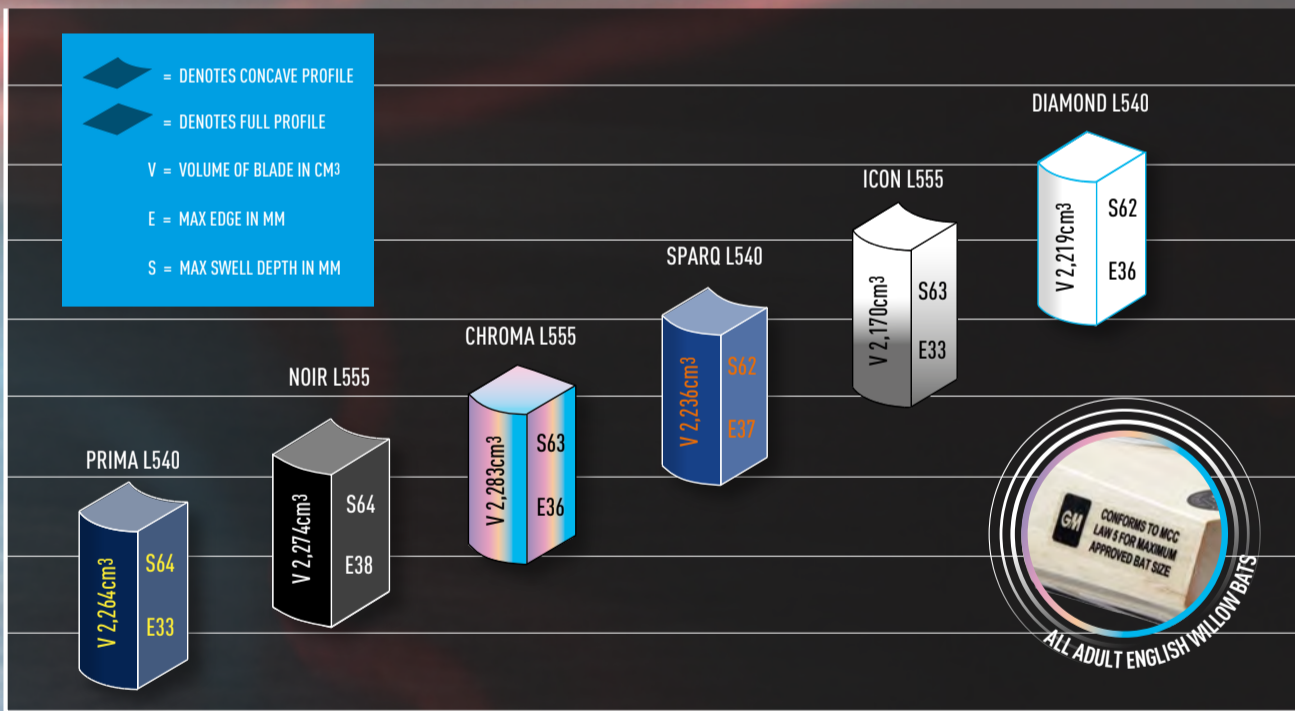 = DENOTES CONCAVE PROFILE
= DENOTES FULL PROFILE
V = VOLUME OF BLADE IN CM³
E = MAX EDGE IN MM
S = MAX SWELL DEPTH IN MM
PRIMA L540
V 2,264cm³
S64
E33
NOIR L555
V 2,274cm³
S64
E38
CHROMA L555
V 2,283cm³
S63
E36
SPARQ L540
V 2,236cm³
S62
E37
ICON L555
V 2,170cm³
S63
E33
DIAMOND L540
V 2,219cm³
S62
E36
GM
CONFORMS TO MCC
LAW 5 FOR MAXIMUM
APPROVED BAT SIZE
ALL ADULT ENGLISH WILLOW BATS